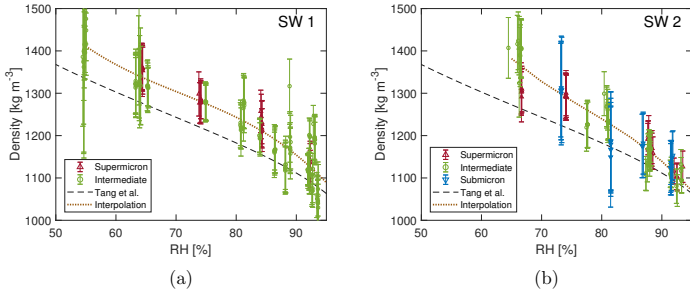 SW 1
1500
1400
1300
1200
1100
1000
Density [kg m-3]
Supermicron
Intermediate
Tang et al.
Interpolation
50 60 70 80 90
RH [%]
(a)
SW 2
1500
1400
1300
1200
1100
1000
Density [kg m-3]
Supermicron
Intermediate
Submicron
Tang et al.
Interpolation
50 60 70 80 90
RH [%]
(b)